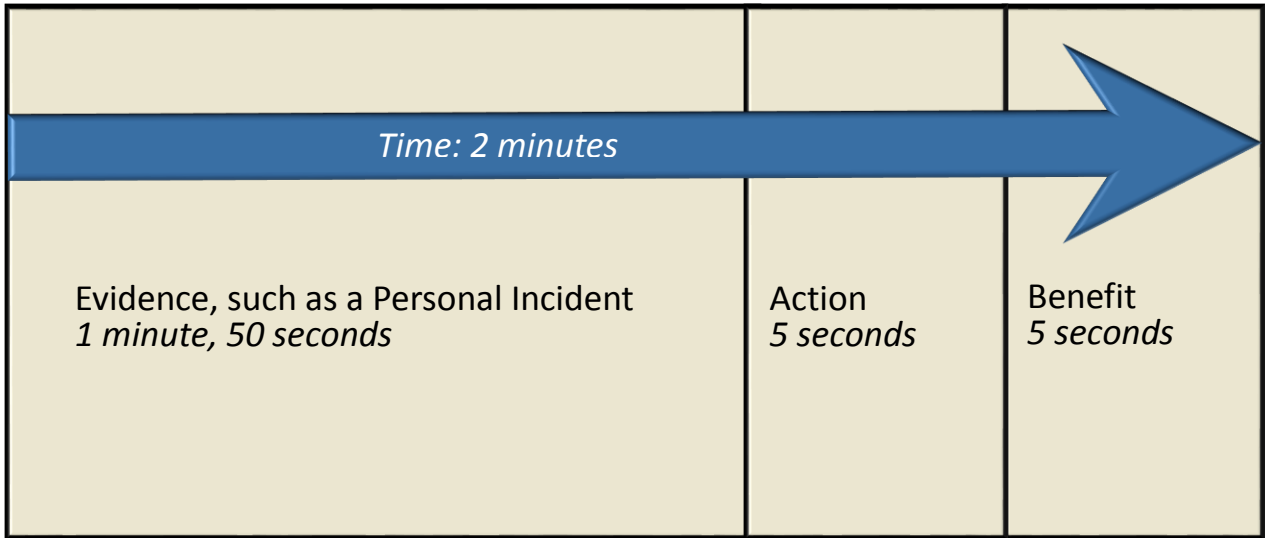 Time: 2 minutes
Evidence, such as a Personal Incident
1 minute, 50 seconds
Action
5 seconds
Benefit
5 seconds